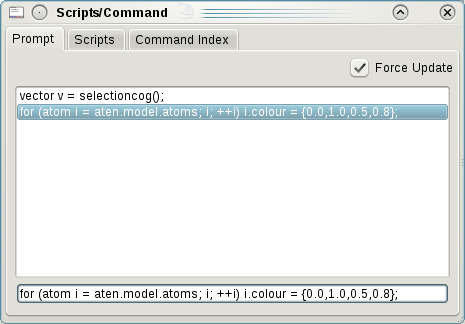 Scripts/Command
Prompt Scripts Command Index
Force Update
vector v = selectioncog();
for (atom i = aten.model.atoms; i; ++i) i.colour = {0.0,1.0,0.5,0.8};
for (atom i = aten.model.atoms; i; ++i) i.colour = {0.0,1.0,0.5,0.8};